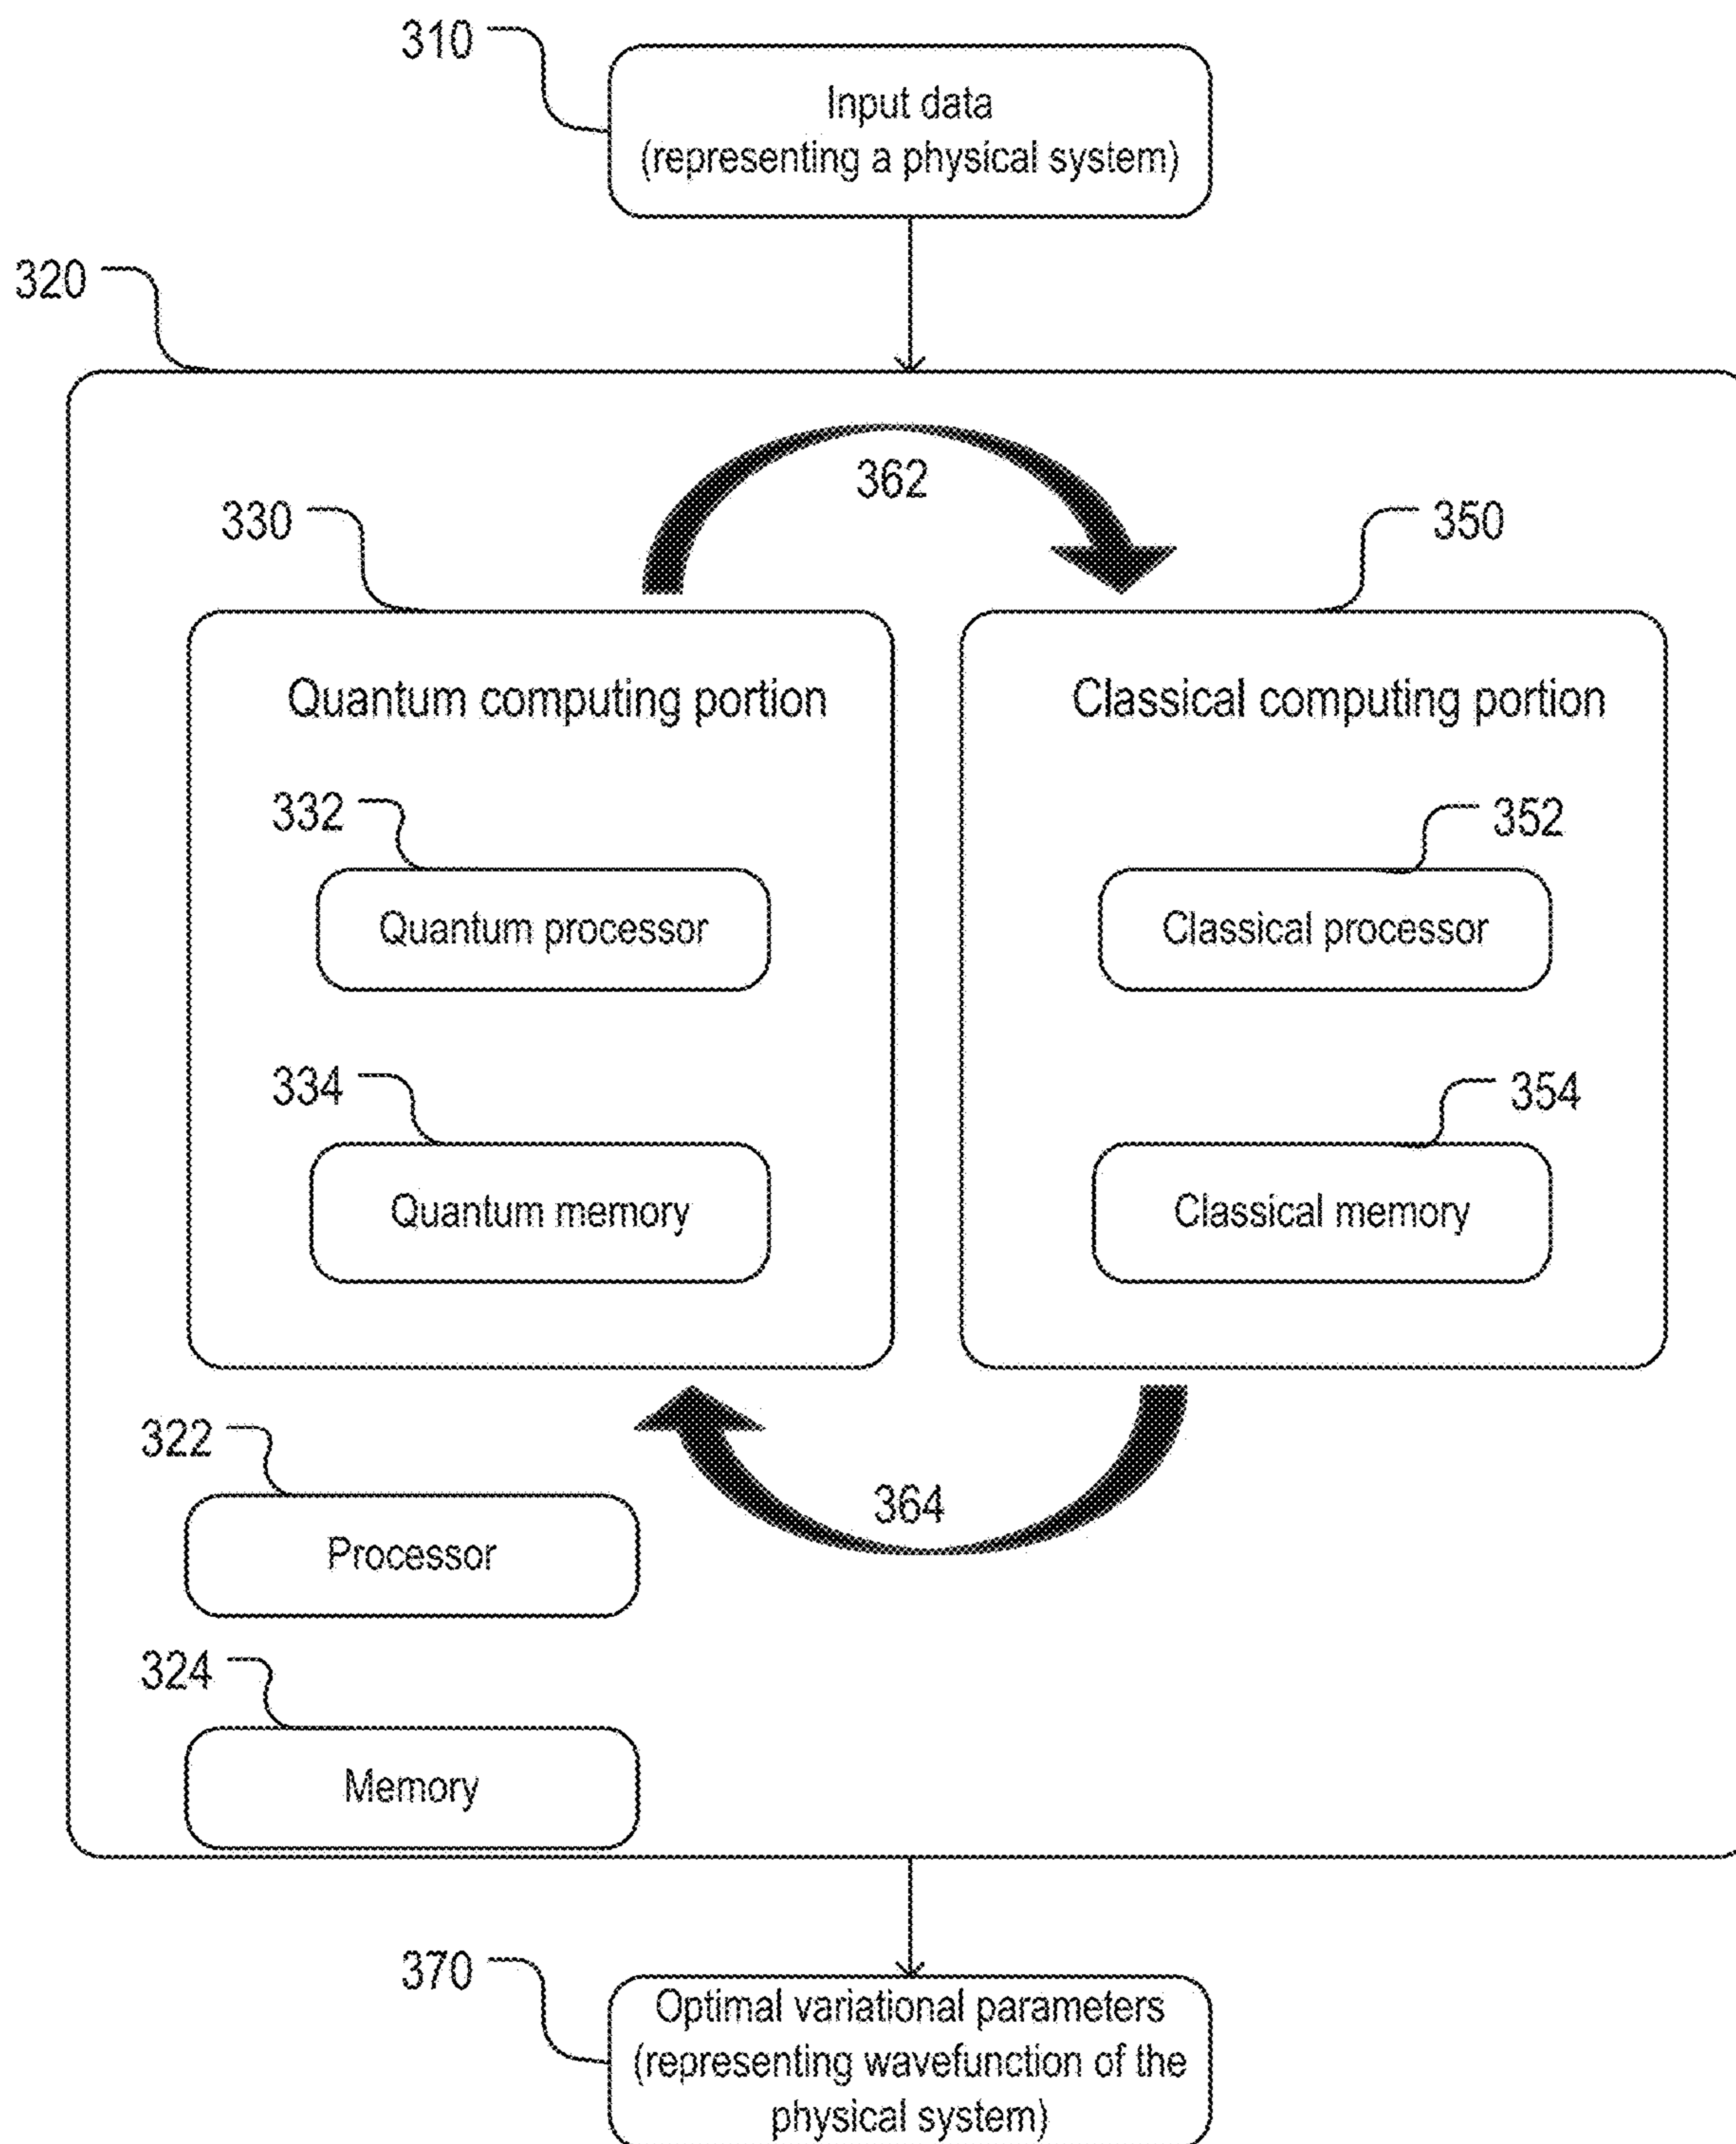 310
Input data
(representing a physical system)
320
362
330
350
Quantum computing portion
Classical computing portion
332
352
Quantum processor
Classical processor
334
354
Quantum memory
Classical memory
322
364
Processor
324
Memory
370
Optimal variational parameters
(representing wavefunction of the
physical system)